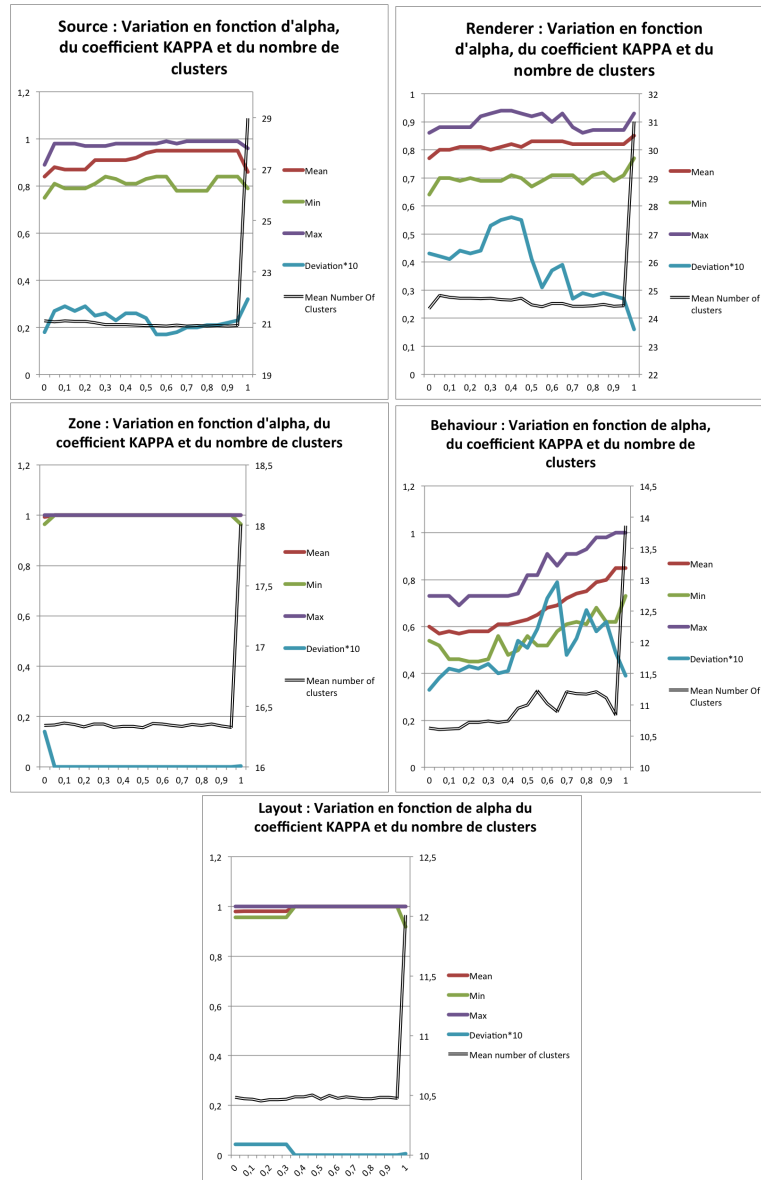 Source : Variation en fonction d'alpha,
du coefficient KAPPA et du nombre de
clusters
1,2
1
0,8
0,6
0,4
0,2
0
29
27
25
23
21
19
0 0,1 0,2 0,3 0,4 0,5 0,6 0,7 0,8 0,9 1
Mean
Min
Max
Deviation*10
Mean Number Of
Clusters
Renderer : Variation en fonction
d'alpha, du coefficient KAPPA et du
nombre de clusters
1
0,9
0,8
0,7
0,6
0,5
0,4
0,3
0,2
0,1
0
32
31
30
29
28
27
26
25
24
23
22
0 0,1 0,2 0,3 0,4 0,5 0,6 0,7 0,8 0,9 1
Mean
Min
Max
Deviation*10
Mean Number Of
Clusters
Zone : Variation en fonction d'alpha, du
coefficient KAPPA et du nombre de clusters
1,2
1
0,8
0,6
0,4
0,2
0
18,5
18
17,5
17
16,5
16
0 0,1 0,2 0,3 0,4 0,5 0,6 0,7 0,8 0,9 1
Mean
Min
Max
Deviation*10
Mean number of
clusters
Behaviour : Variation en fonction de alpha,
du coefficient KAPPA et du nombre de
clusters
1,2
1
0,8
0,6
0,4
0,2
0
14,5
14
13,5
13
12,5
12
11,5
11
10,5
10
0 0,1 0,2 0,3 0,4 0,5 0,6 0,7 0,8 0,9 1
Mean
Min
Max
Deviation*10
Mean Number Of
Clusters
Layout : Variation en fonction de alpha du
coefficient KAPPA et du nombre de clusters
1,2
1
0,8
0,6
0,4
0,2
0
12,5
12
11,5
11
10,5
10
0 0,1 0,2 0,3 0,4 0,5 0,6 0,7 0,8 0,9 1
Mean
Min
Max
Deviation*10
Mean number of clusters